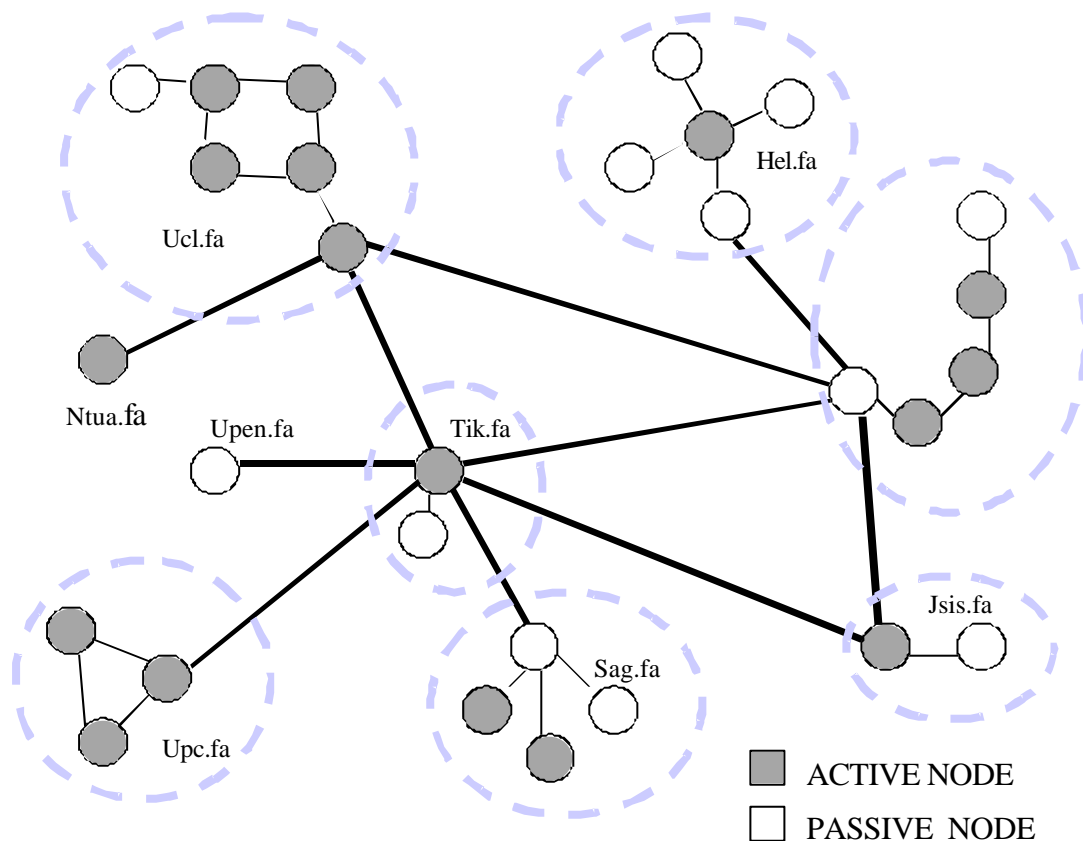 Hel.fa
Ucl.fa
Ntua.fa
Upen.fa
Tik.fa
Jsis.fa
Sag.fa
Upc.fa
ACTIVE NODE
PASSIVE NODE